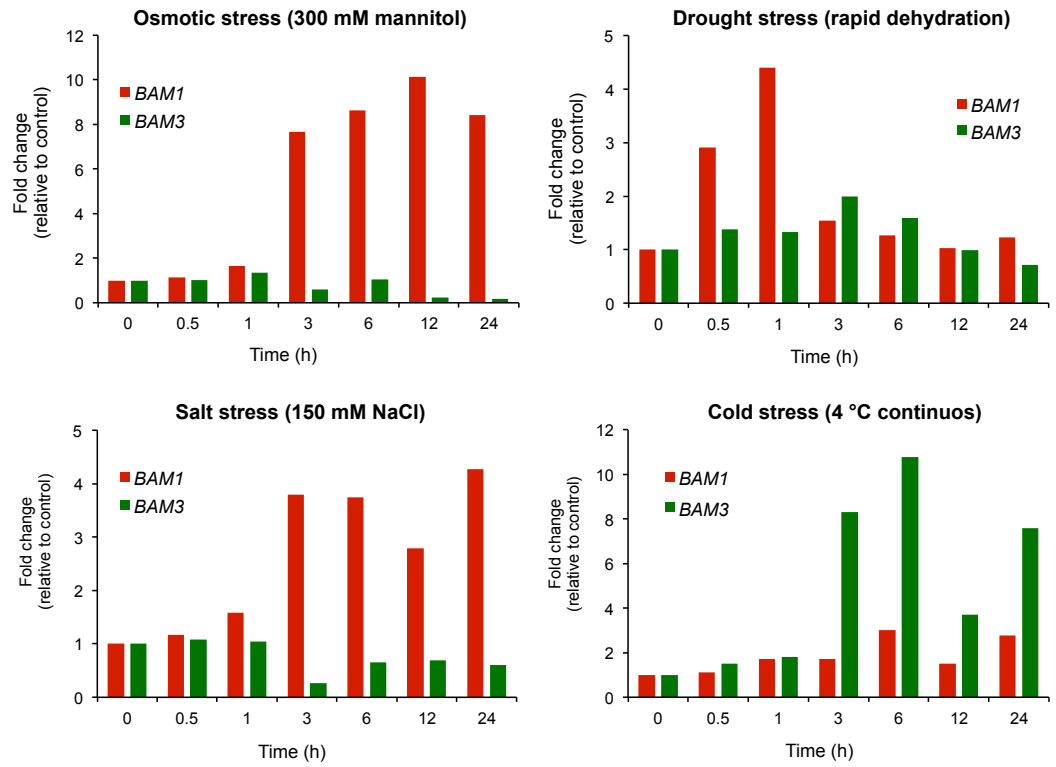 Osmotic stress (300 mM mannitol)
Fold change
(relative to control)
12
10
8
6
4
2
0
BAM1
BAM3
0 0.5 1 3 6 12 24
Time (h)
Drought stress (rapid dehydration)
Fold change
(relative to control)
5
4
3
2
1
0
BAM1
BAM3
0 0.5 1 3 6 12 24
Time (h)
Salt stress (150 mM NaCl)
Fold change
(relative to control)
5
4
3
2
1
0
BAM1
BAM3
0 0.5 1 3 6 12 24
Time (h)
Cold stress (4 °C continuos)
Fold change
(relative to control)
12
10
8
6
4
2
0
BAM1
BAM3
0 0.5 1 3 6 12 24
Time (h)